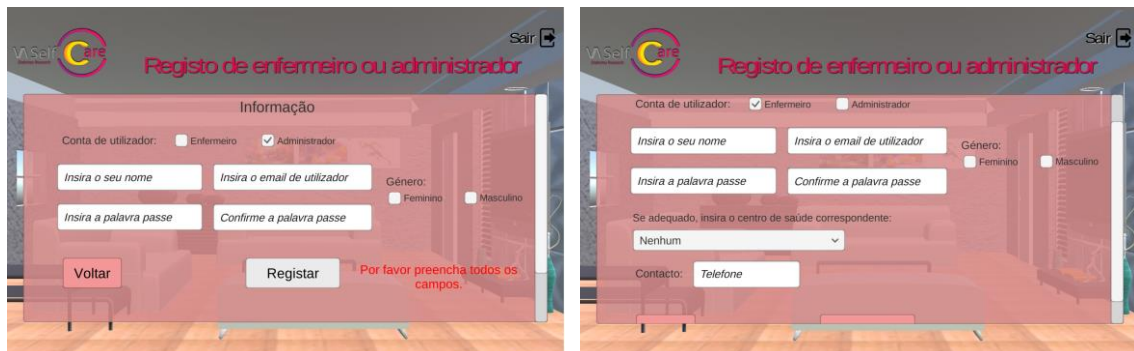 VASelf Care
Sair
Registo de enfermeiro ou administrador
Informação
Conta de utilizador: Enfermeiro Administrador
Insira o seu nome Insira o email de utilizador
Género:
Feminino Masculino
Insira a palavra passe Confirme a palavra passe
Voltar Registar
Por favor preencha todos os
campos.
VASelf Care
Sair
Registo de enfermeiro ou administrador
Conta de utilizador: Enfermeiro Administrador
Insira o seu nome Insira o email de utilizador
Género:
Feminino Masculino
Insira a palavra passe Confirme a palavra passe
Se adequado, insira o centro de saúde correspondente:
Nenhum
Contacto: Telefone